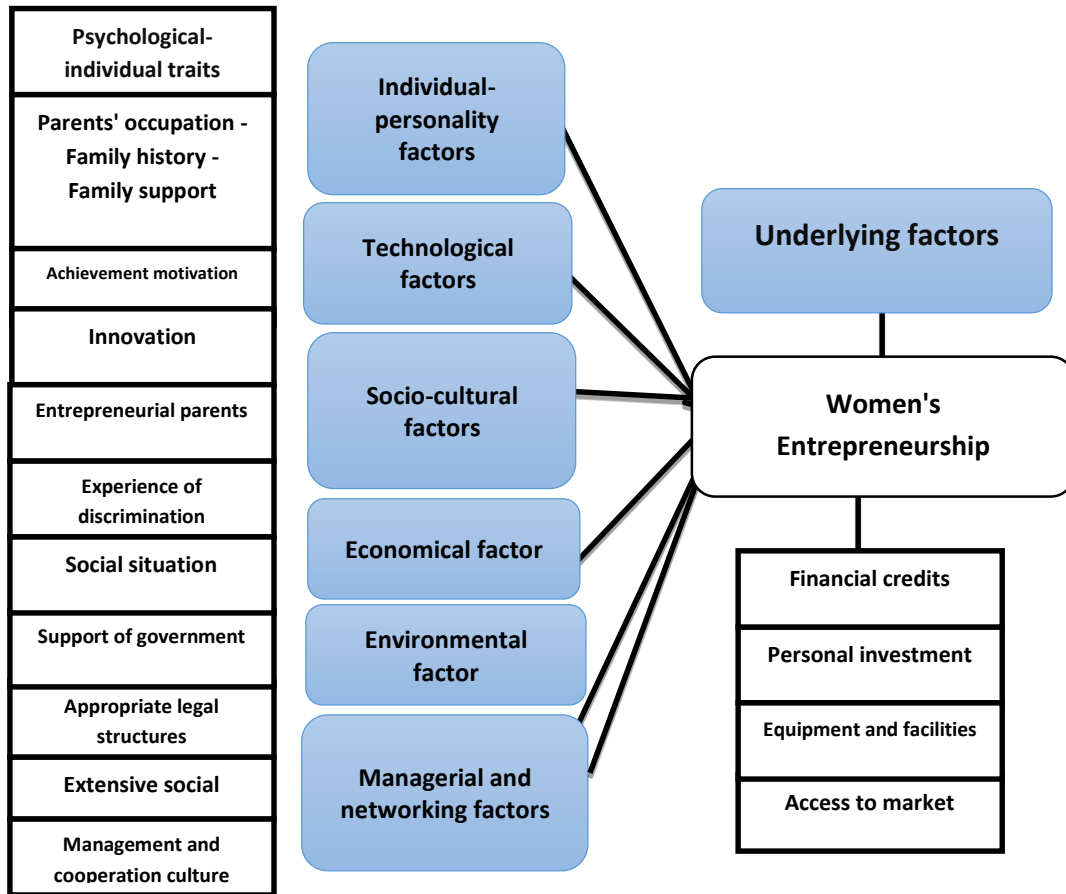 Psychological-
individual traits
Parents' occupation -
Family history -
Family support
Achievement motivation
Innovation
Entrepreneurial parents
Experience of
discrimination
Social situation
Support of government
Appropriate legal
structures
Extensive social
Management and
cooperation culture
Individual-
personality
factors
Technological
factors
Socio-cultural
factors
Economical factor
Environmental
factor
Managerial and
networking factors
Underlying factors
Women's
Entrepreneurship
Financial credits
Personal investment
Equipment and facilities
Access to market